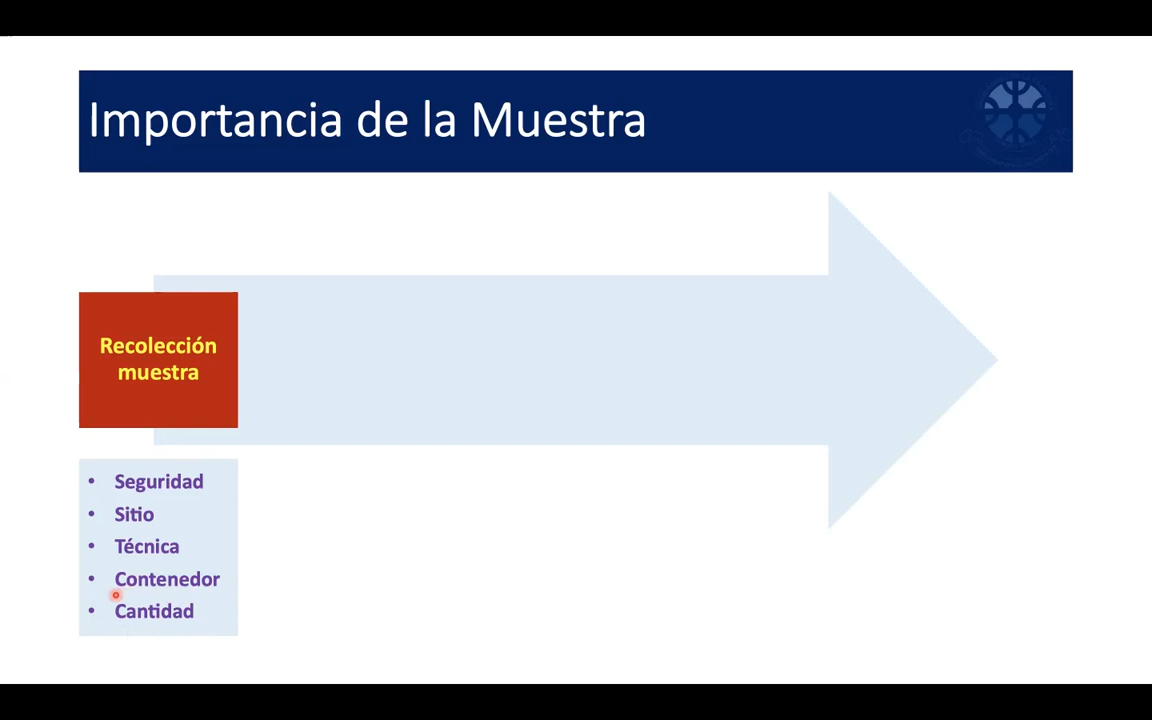 Importancia de la Muestra
Recolección
muestra
• Seguridad
• Sitio
• Técnica
• Contenedor
• Cantidad